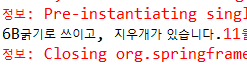 정보: Pre-instantiating singl
6B굵기로 쓰이고, 지우개가 있습니다.11월
정보: Closing org.springframe